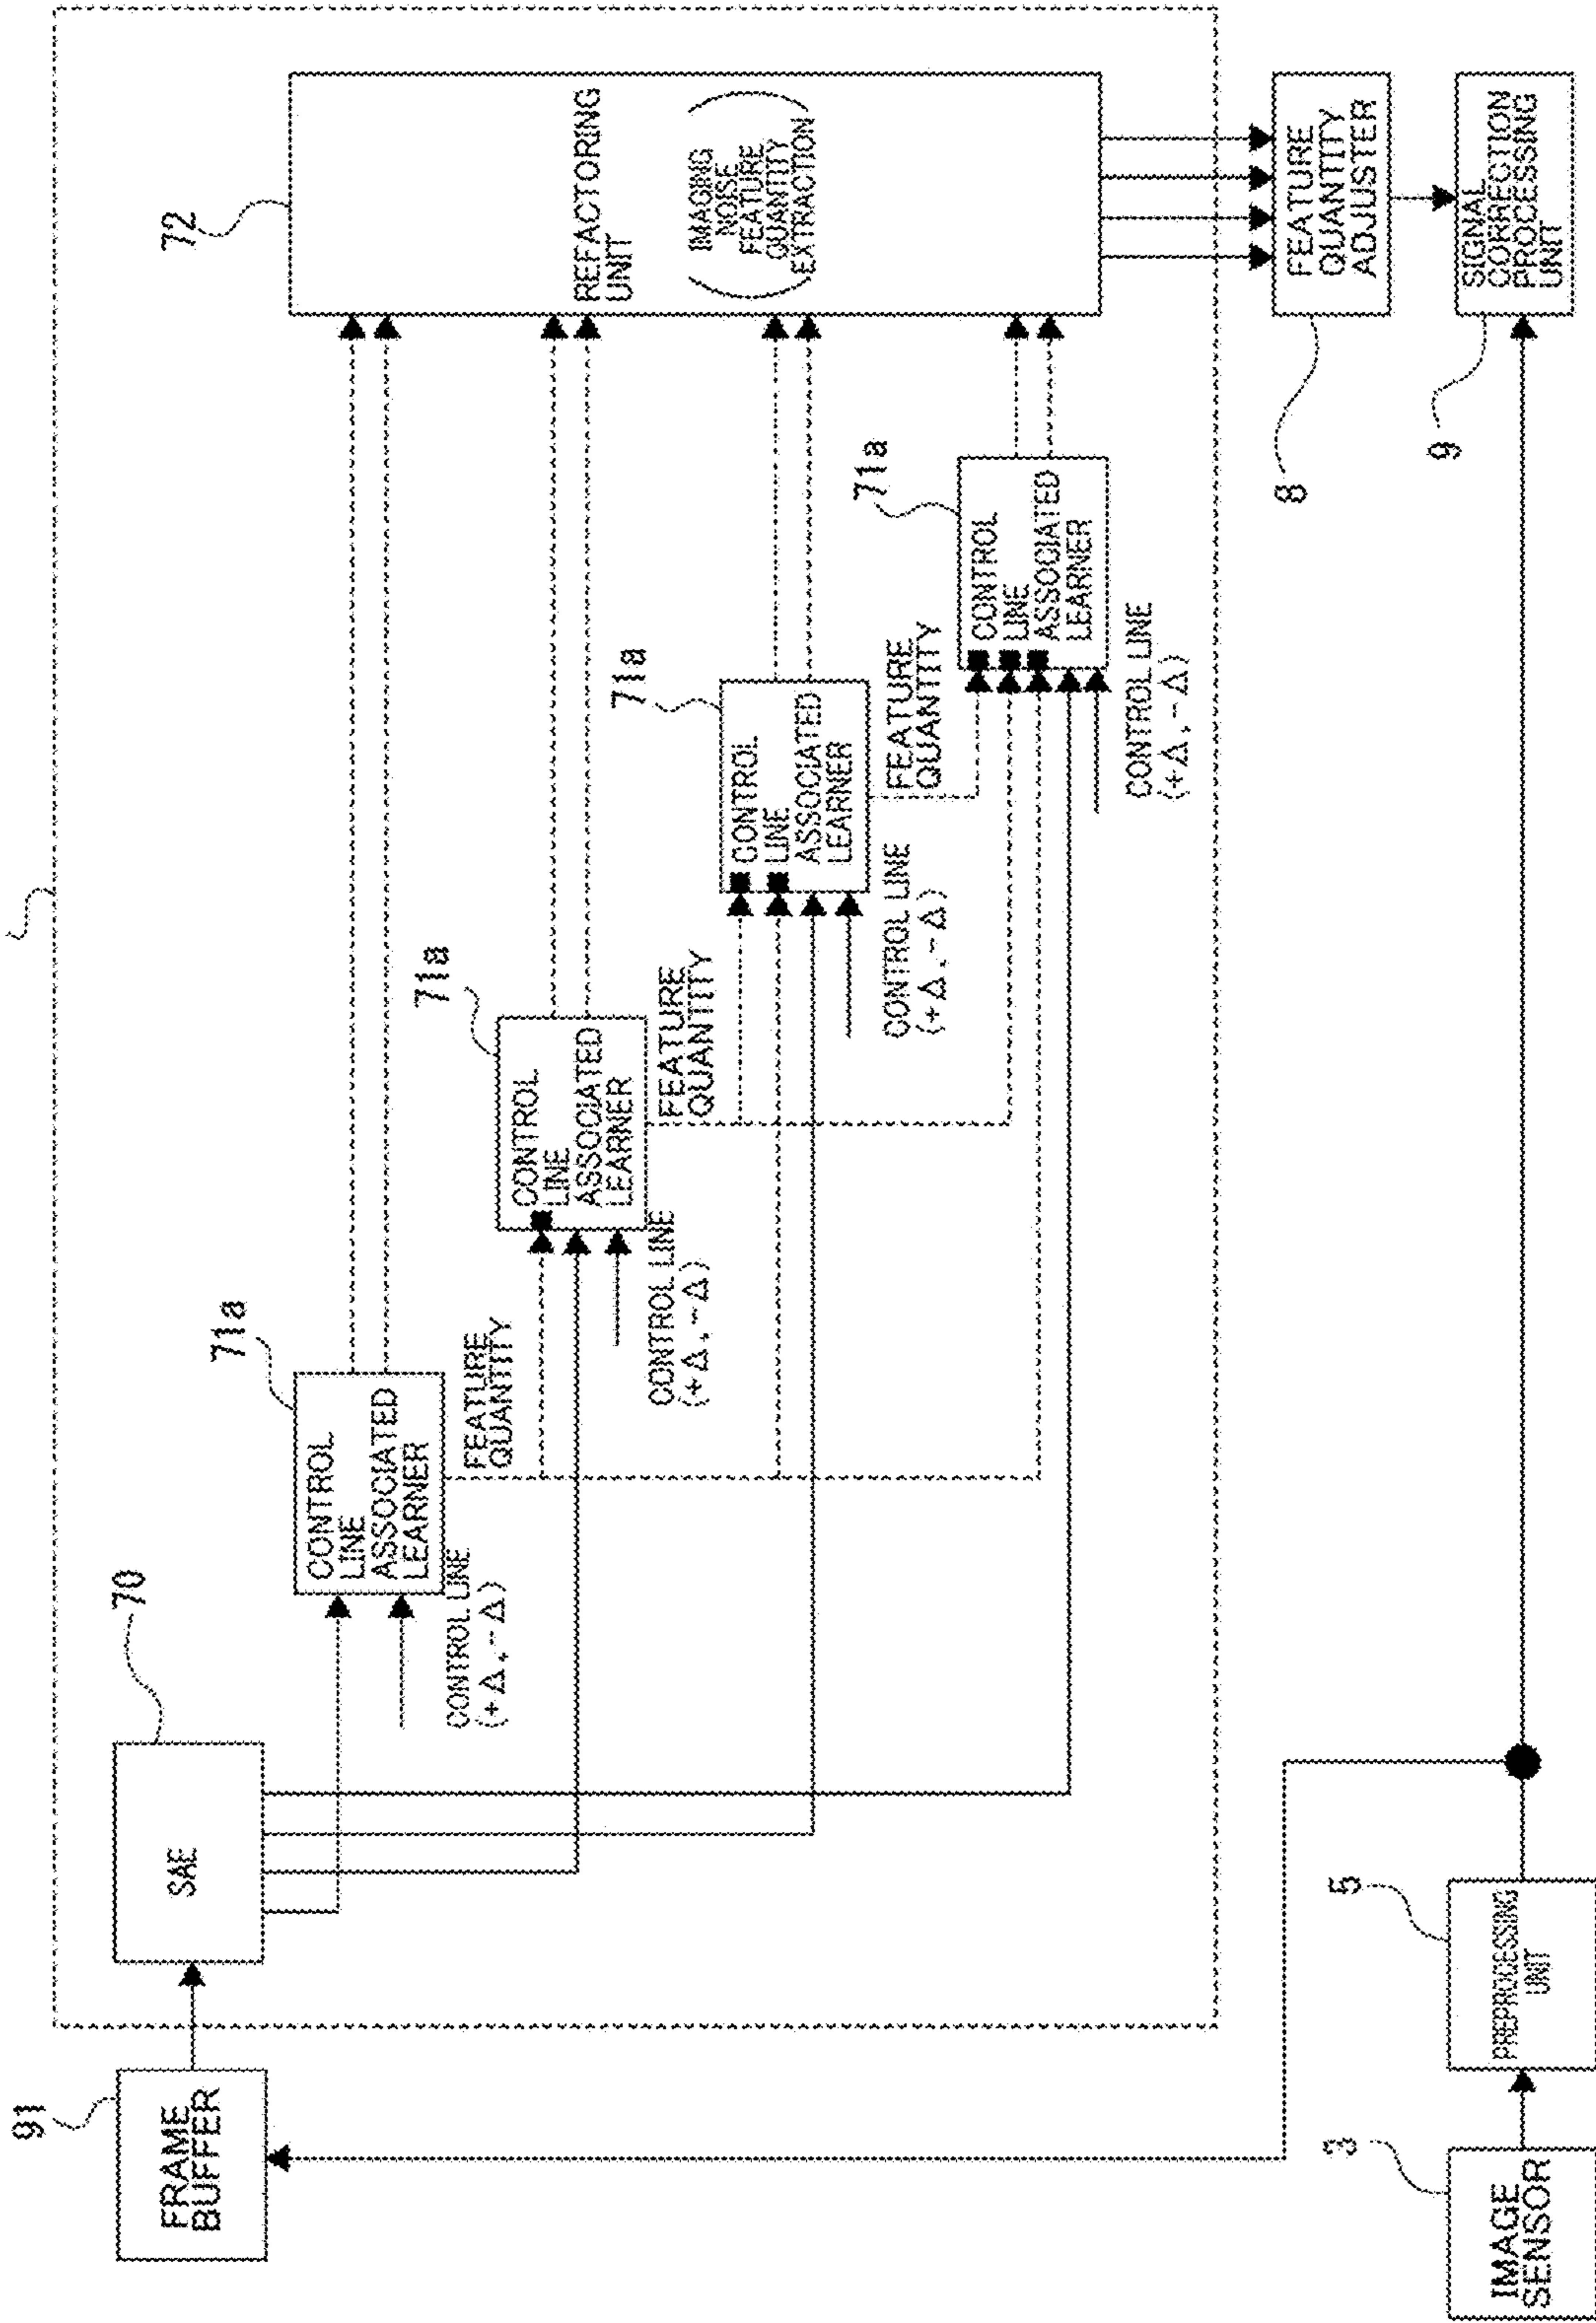 91
FRAME
BUFFER
70
SAE
71a
CONTROL
LINE
ASSOCIATED
LEARNER
CONTROL LINE
(+Δ,-Δ)
FEATURE
QUANTITY
71a
CONTROL
LINE
ASSOCIATED
LEARNER
CONTROL LINE
(+Δ,-Δ)
FEATURE
QUANTITY
71a
CONTROL
LINE
ASSOCIATED
LEARNER
CONTROL LINE
(+Δ,-Δ)
FEATURE
QUANTITY
71a
CONTROL
LINE
ASSOCIATED
LEARNER
CONTROL LINE
(+Δ,-Δ)
72
REFACTORING
UNIT
(IMAGING
NOISE
FEATURE
QUANTITY
EXTRACTION)
8
FEATURE
QUANTITY
ADJUSTER
3
IMAGE
SENSOR
5
PREPROCESSING
UNIT
9
SIGNAL
CORRECTION
PROCESSING
UNIT